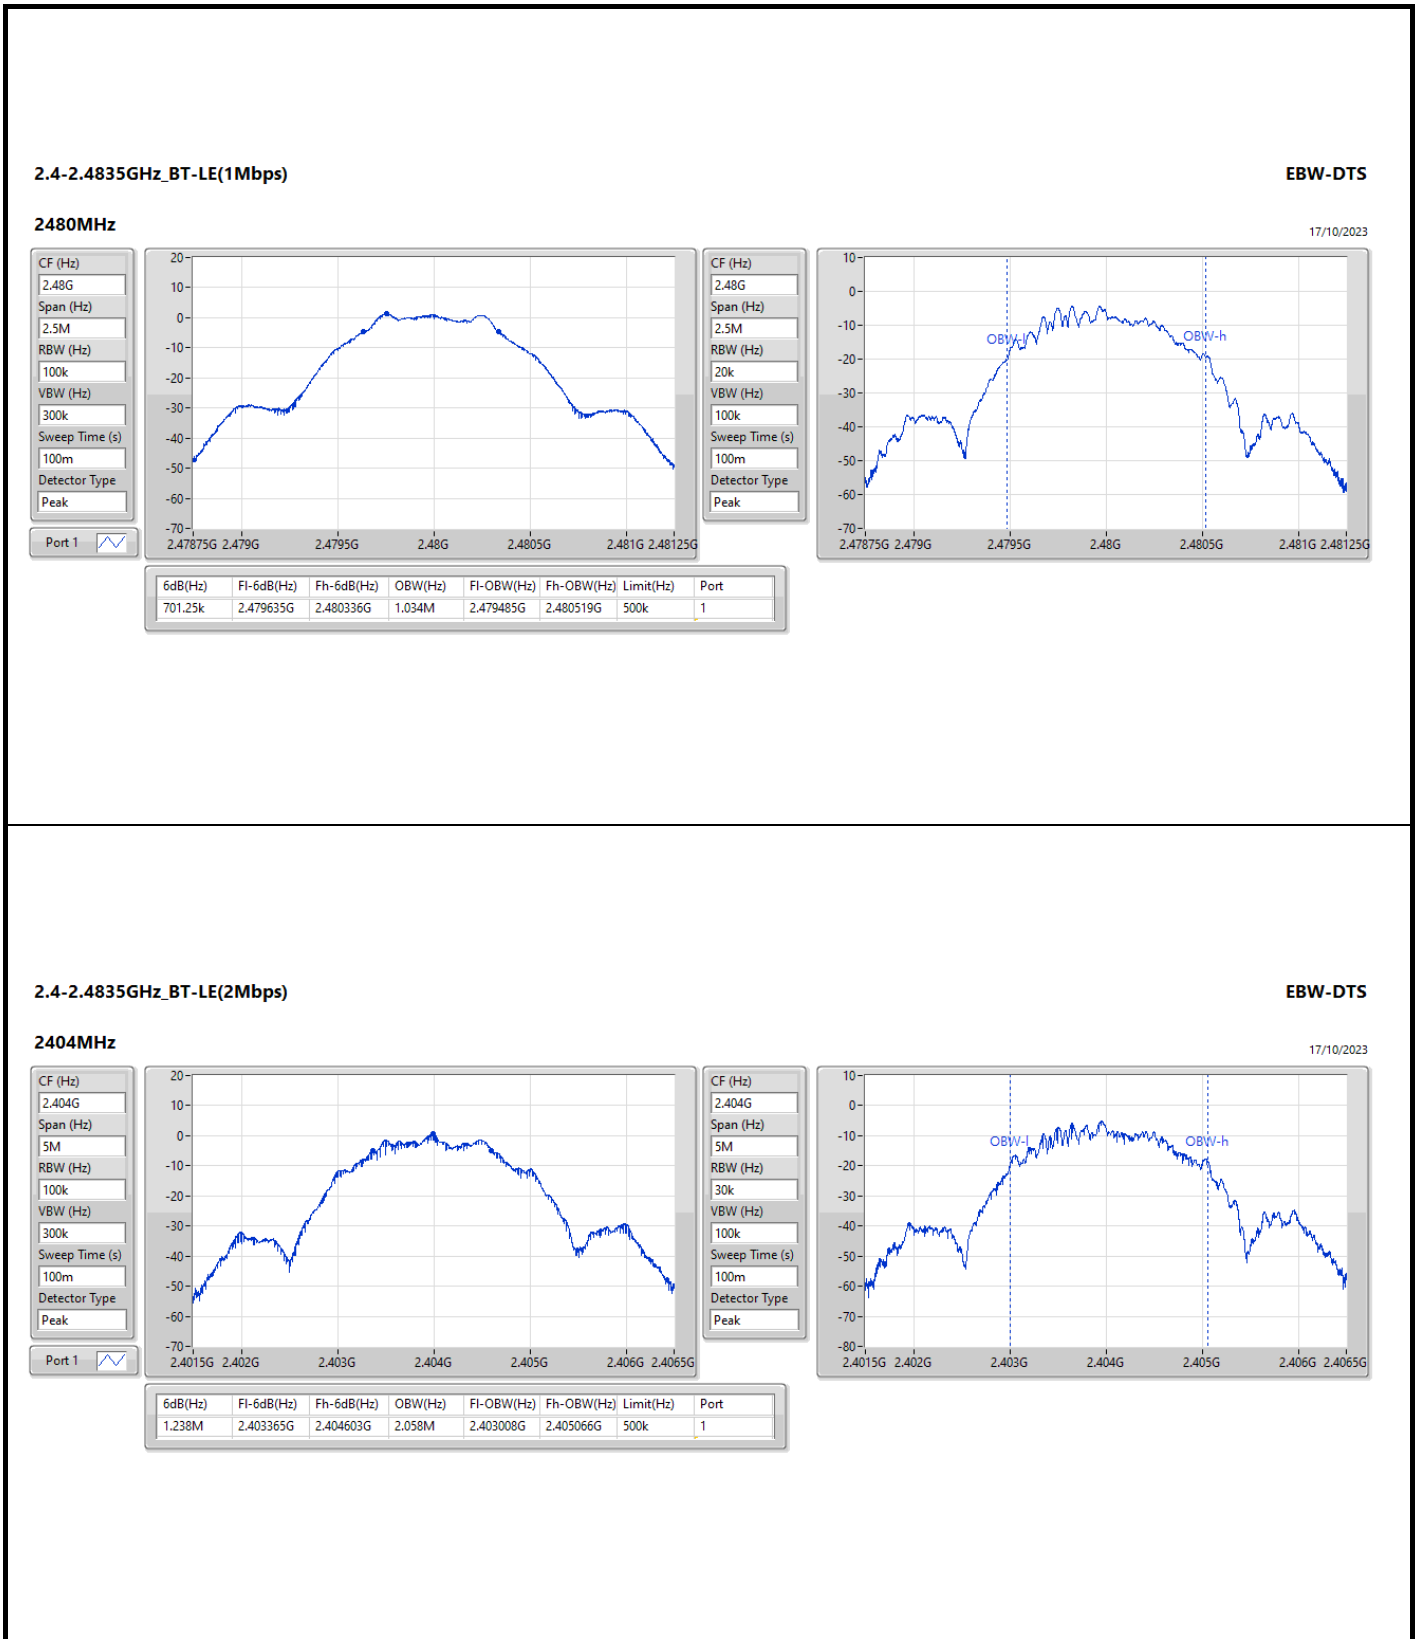 2.4-2.4835GHz_BT-LE(1Mbps) EBW-DTS
2480MHz
17/10/2023
CF (Hz)
2.48G
Span (Hz)
2.5M
RBW (Hz)
100k
VBW (Hz)
300k
Sweep Time (s)
100m
Detector Type
Peak
Port 1
20
10
0
-10
-20
-30
-40
-50
-60
-70
2.47875G 2.479G 2.4795G 2.48G 2.4805G 2.481G 2.48125G
CF (Hz)
2.48G
Span (Hz)
2.5M
RBW (Hz)
20k
VBW (Hz)
100k
Sweep Time (s)
100m
Detector Type
Peak
10
0
-10
-20
-30
-40
-50
-60
-70
OBW-l OBW-h
2.47875G 2.479G 2.4795G 2.48G 2.4805G 2.481G 2.48125G
6dB(Hz) Fl-6dB(Hz) Fh-6dB(Hz) OBW(Hz) Fl-OBW(Hz) Fh-OBW(Hz) Limit(Hz) Port
701.25k 2.479635G 2.480336G 1.034M 2.479485G 2.480519G 500k 1
2.4-2.4835GHz_BT-LE(2Mbps) EBW-DTS
2404MHz
17/10/2023
CF (Hz)
2.404G
Span (Hz)
5M
RBW (Hz)
100k
VBW (Hz)
300k
Sweep Time (s)
100m
Detector Type
Peak
Port 1
20
10
0
-10
-20
-30
-40
-50
-60
-70
2.4015G 2.402G 2.403G 2.404G 2.405G 2.406G 2.4065G
CF (Hz)
2.404G
Span (Hz)
5M
RBW (Hz)
30k
VBW (Hz)
100k
Sweep Time (s)
100m
Detector Type
Peak
10
0
-10
-20
-30
-40
-50
-60
-70
-80
OBW-l OBW-h
2.4015G 2.402G 2.403G 2.404G 2.405G 2.406G 2.4065G
6dB(Hz) Fl-6dB(Hz) Fh-6dB(Hz) OBW(Hz) Fl-OBW(Hz) Fh-OBW(Hz) Limit(Hz) Port
1.238M 2.403365G 2.404603G 2.058M 2.403008G 2.405066G 500k 1